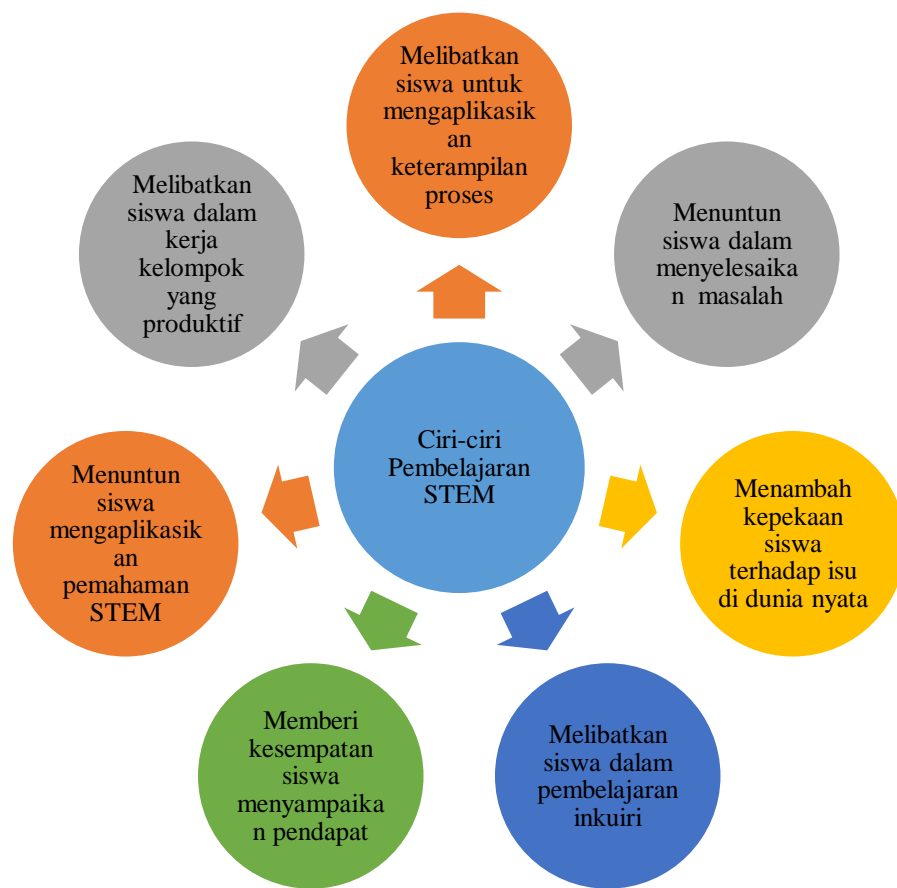 Melibatkan
siswa untuk
mengaplikasik
an
keterampilan
proses
Menuntun
siswa dalam
menyelesaika
n masalah
Menambah
kepekaan
siswa
terhadap isu
di dunia nyata
Melibatkan
siswa dalam
pembelajaran
inkuiri
Memberi
kesempatan
siswa
menyampaika
n pendapat
Menuntun
siswa
mengaplikasik
an
pemahaman
STEM
Melibatkan
siswa dalam
kerja
kelompok
yang
produktif
Ciri-ciri
Pembelajaran
STEM